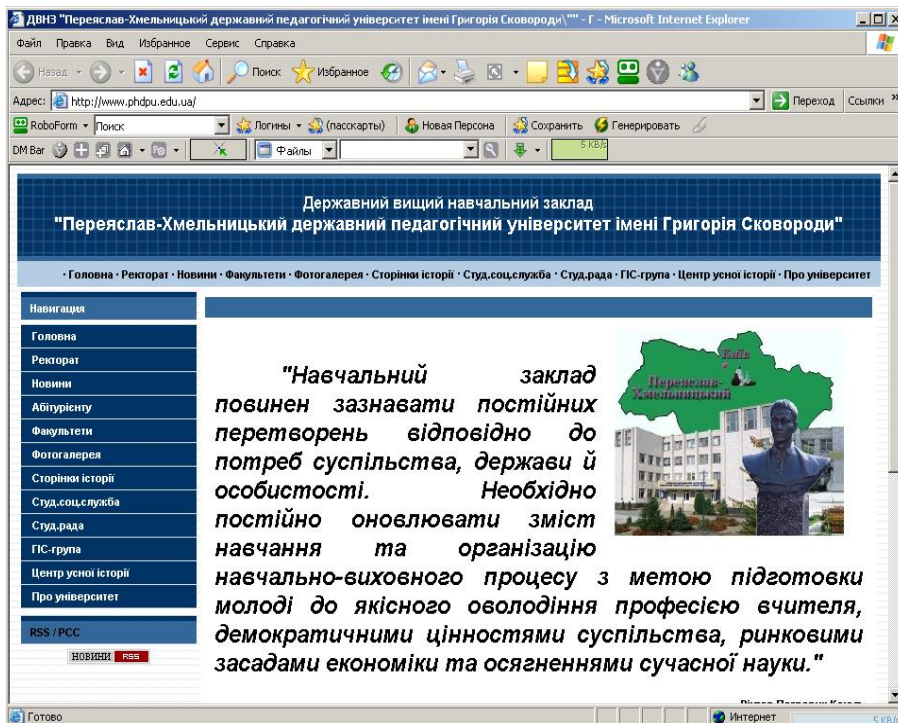 ДВНЗ "Переяслав-Хмельницький державний педагогічний університет імені Григорія Сковороди\"" - Г - Microsoft Internet Explorer
Файл Правка Вид Избранное Сервис Справка
Назад Поиск Избранное
Адрес: http://www.phdpu.edu.ua/ Переход Ссылки »
RoboForm Поиск Логины (пасскарты) Новая Персона Сохранить Генерировать
DM Bar Файлы 5 KB/s
Державний вищий навчальний заклад
"Переяслав-Хмельницький державний педагогічний університет імені Григорія Сковороди"
· Головна · Ректорат · Новини · Факультети · Фотогалерея · Сторінки історії · Студ.соц.служба · Студ.рада · ГІС-група · Центр усної історії · Про університет
Навигация
Головна
Ректорат
Новини
Абітурієнту
Факультети
Фотогалерея
Сторінки історії
Студ.соц.служба
Студ.рада
ГІС-група
Центр усної історії
Про університет
RSS / РСС
НОВИНИ RSS
Київ
Переяслав-
Хмельницький
"Навчальний заклад
повинен зазнавати постійних
перетворень відповідно до
потреб суспільства, держави й
особистості. Необхідно
постійно оновлювати зміст
навчання та організацію
навчально-виховного процесу з метою підготовки
молоді до якісного оволодіння професією вчителя,
демократичними цінностями суспільства, ринковими
засадами економіки та осягненнями сучасної науки."
Готово Интернет 5 KB/s